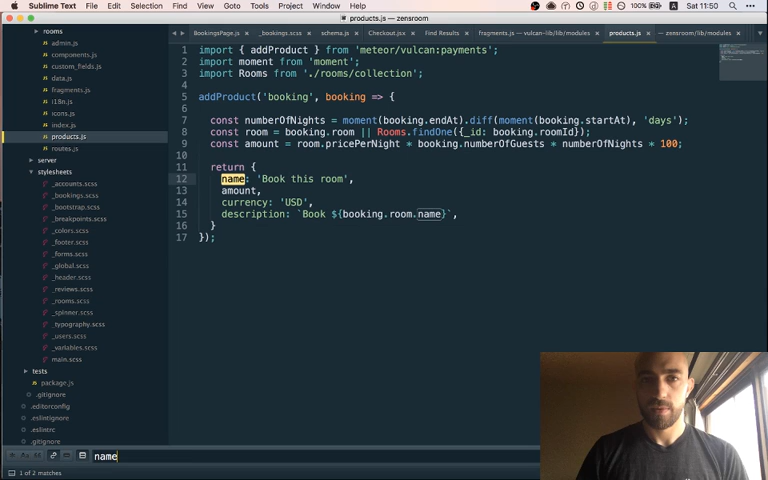 Sublime Text File Edit Selection Find View Goto Tools Project Window Help 100% Sat 11:50
products.js — zensroom
BookingsPage.js _bookings.scss schema.js Checkout.jsx Find Results fragments.js — vulcan-lib/lib/modules products.js — zensroom/lib/modules
rooms
admin.js
components.js
custom_fields.js
data.js
fragments.js
i18n.js
icons.js
index.js
products.js
routes.js
server
stylesheets
_accounts.scss
_bookings.scss
_bootstrap.scss
_breakpoints.scss
_colors.scss
_footer.scss
_forms.scss
_global.scss
_header.scss
_reviews.scss
_rooms.scss
_spinner.scss
_typography.scss
_users.scss
_variables.scss
main.scss
tests
package.js
.gitignore
.editorconfig
.eslintignore
.eslintrc
.gitignore
1 import { addProduct } from 'meteor/vulcan:payments';
2 import moment from 'moment';
3 import Rooms from './rooms/collection';
4
5 addProduct('booking', booking => {
6
7 const numberOfNights = moment(booking.endAt).diff(moment(booking.startAt), 'days');
8 const room = booking.room || Rooms.findOne({_id: booking.roomId});
9 const amount = room.pricePerNight * booking.numberOfGuests * numberOfNights * 100;
10
11 return {
12 name: 'Book this room',
13 amount,
14 currency: 'USD',
15 description: `Book ${booking.room.name}`,
16 }
17 });
name
1 of 2 matches